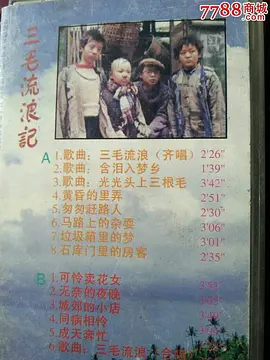 7788商城
7788.com
三毛流浪記
A 1.歌曲：三毛流浪（齐唱） 2'26"
2.歌曲：含泪入梦乡 1'39"
3.歌曲：光光头上三根毛 3'42"
4.黄昏的里弄 2'51"
5.匆匆赶路人 2'30"
6.马路上的杂耍 3'06"
7.垃圾箱里的梦 3'01"
8.石库门里的房客 2'35"
B 1.可怜卖花女
2.无奈的夜晚
3.城郊的小店
4.同病相怜
5.成天奔忙
6.歌曲：三毛流浪